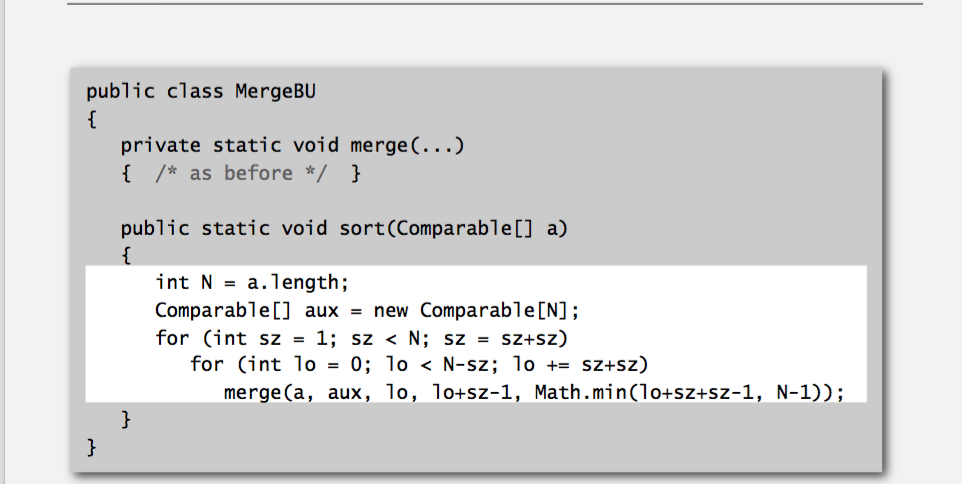 public class MergeBU
{
private static void merge(...)
{ /* as before */ }
public static void sort(Comparable[] a)
{
int N = a.length;
Comparable[] aux = new Comparable[N];
for (int sz = 1; sz < N; sz = sz+sz)
for (int lo = 0; lo < N-sz; lo += sz+sz)
merge(a, aux, lo, lo+sz-1, Math.min(lo+sz+sz-1, N-1));
}
}